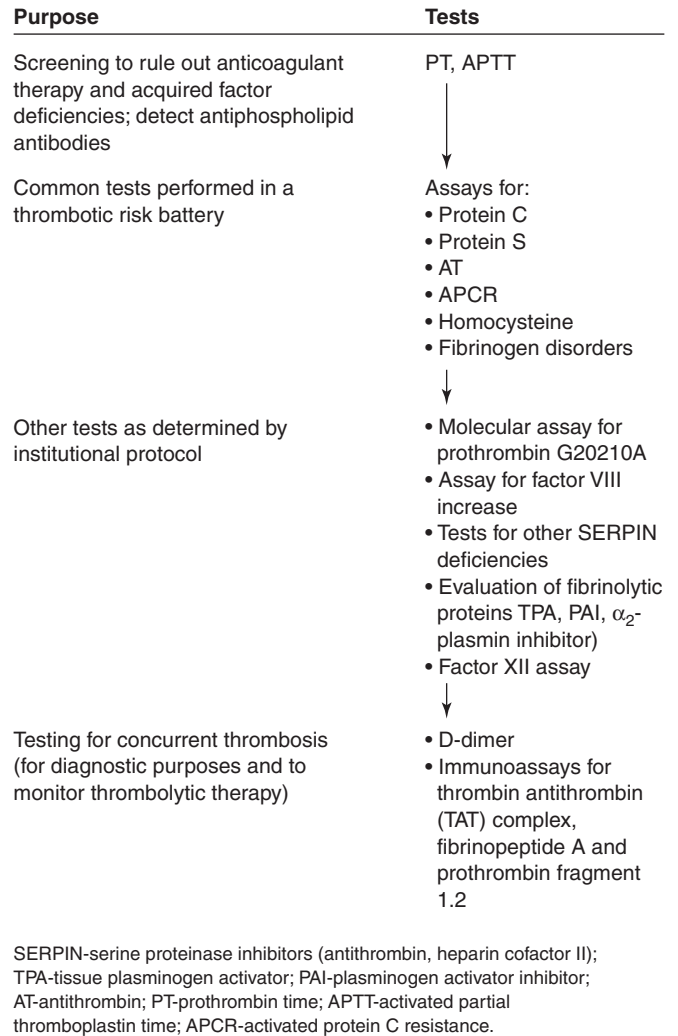 Purpose Tests
Screening to rule out anticoagulant PT, APTT
therapy and acquired factor
deficiencies; detect antiphospholipid
antibodies
Common tests performed in a Assays for:
thrombotic risk battery • Protein C
• Protein S
• AT
• APCR
• Homocysteine
• Fibrinogen disorders
Other tests as determined by • Molecular assay for
institutional protocol prothrombin G20210A
• Assay for factor VIII
increase
• Tests for other SERPIN
deficiencies
• Evaluation of fibrinolytic
proteins TPA, PAI, α₂-
plasmin inhibitor)
• Factor XII assay
Testing for concurrent thrombosis • D-dimer
(for diagnostic purposes and to • Immunoassays for
monitor thrombolytic therapy) thrombin antithrombin
(TAT) complex,
fibrinopeptide A and
prothrombin fragment
1.2
SERPIN-serine proteinase inhibitors (antithrombin, heparin cofactor II);
TPA-tissue plasminogen activator; PAI-plasminogen activator inhibitor;
AT-antithrombin; PT-prothrombin time; APTT-activated partial
thromboplastin time; APCR-activated protein C resistance.